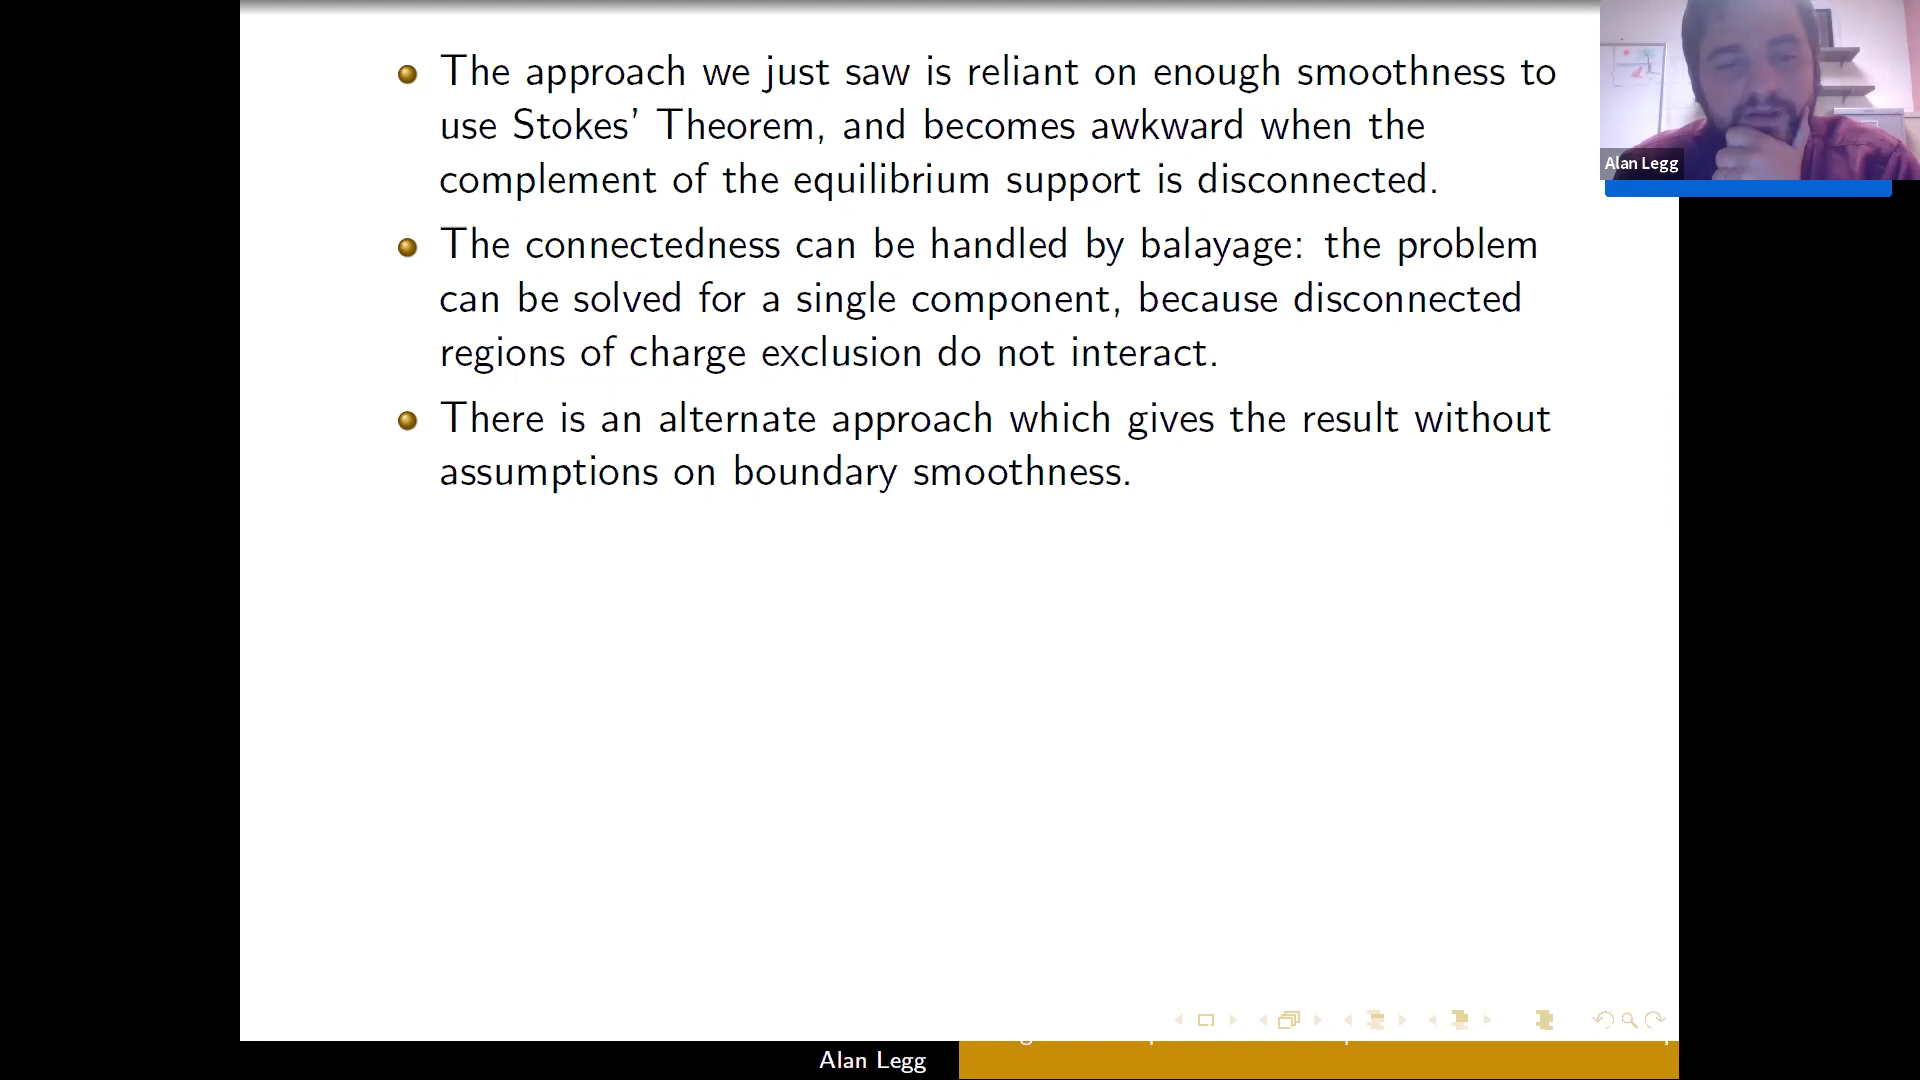 The approach we just saw is reliant on enough smoothness to
use Stokes' Theorem, and becomes awkward when the
complement of the equilibrium support is disconnected.
The connectedness can be handled by balayage: the problem
can be solved for a single component, because disconnected
regions of charge exclusion do not interact.
There is an alternate approach which gives the result without
assumptions on boundary smoothness.
Alan Legg
Alan Legg